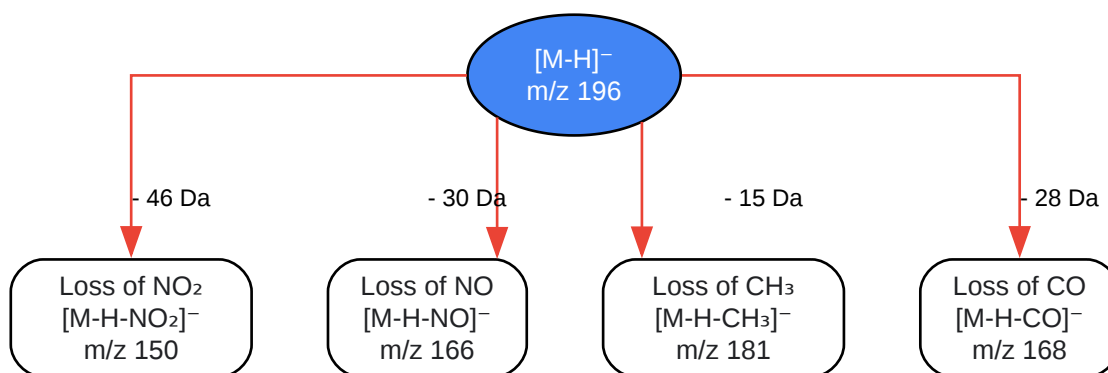 [M-H]⁻
m/z 196
- 46 Da
- 30 Da
- 15 Da
- 28 Da
Loss of NO₂
[M-H-NO₂]⁻
m/z 150
Loss of NO
[M-H-NO]⁻
m/z 166
Loss of CH₃
[M-H-CH₃]⁻
m/z 181
Loss of CO
[M-H-CO]⁻
m/z 168